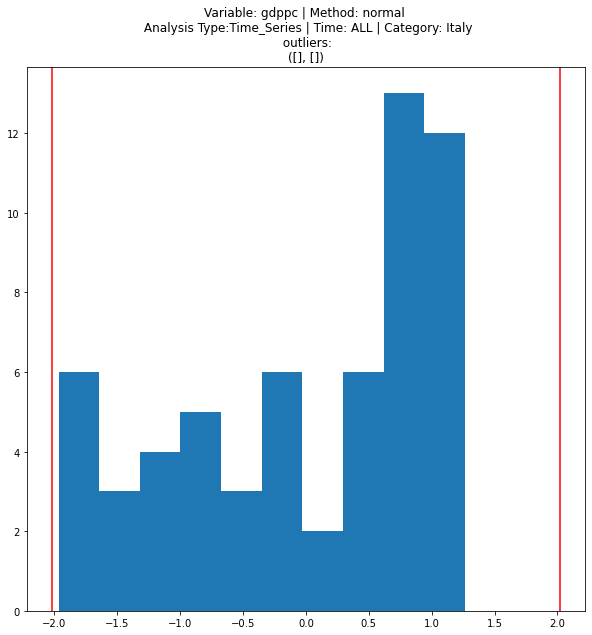 Variable: gdppc | Method: normal
Analysis Type:Time_Series | Time: ALL | Category: Italy
outliers:
([], [])
12
10
8
6
4
2
0
−2.0 −1.5 −1.0 −0.5 0.0 0.5 1.0 1.5 2.0